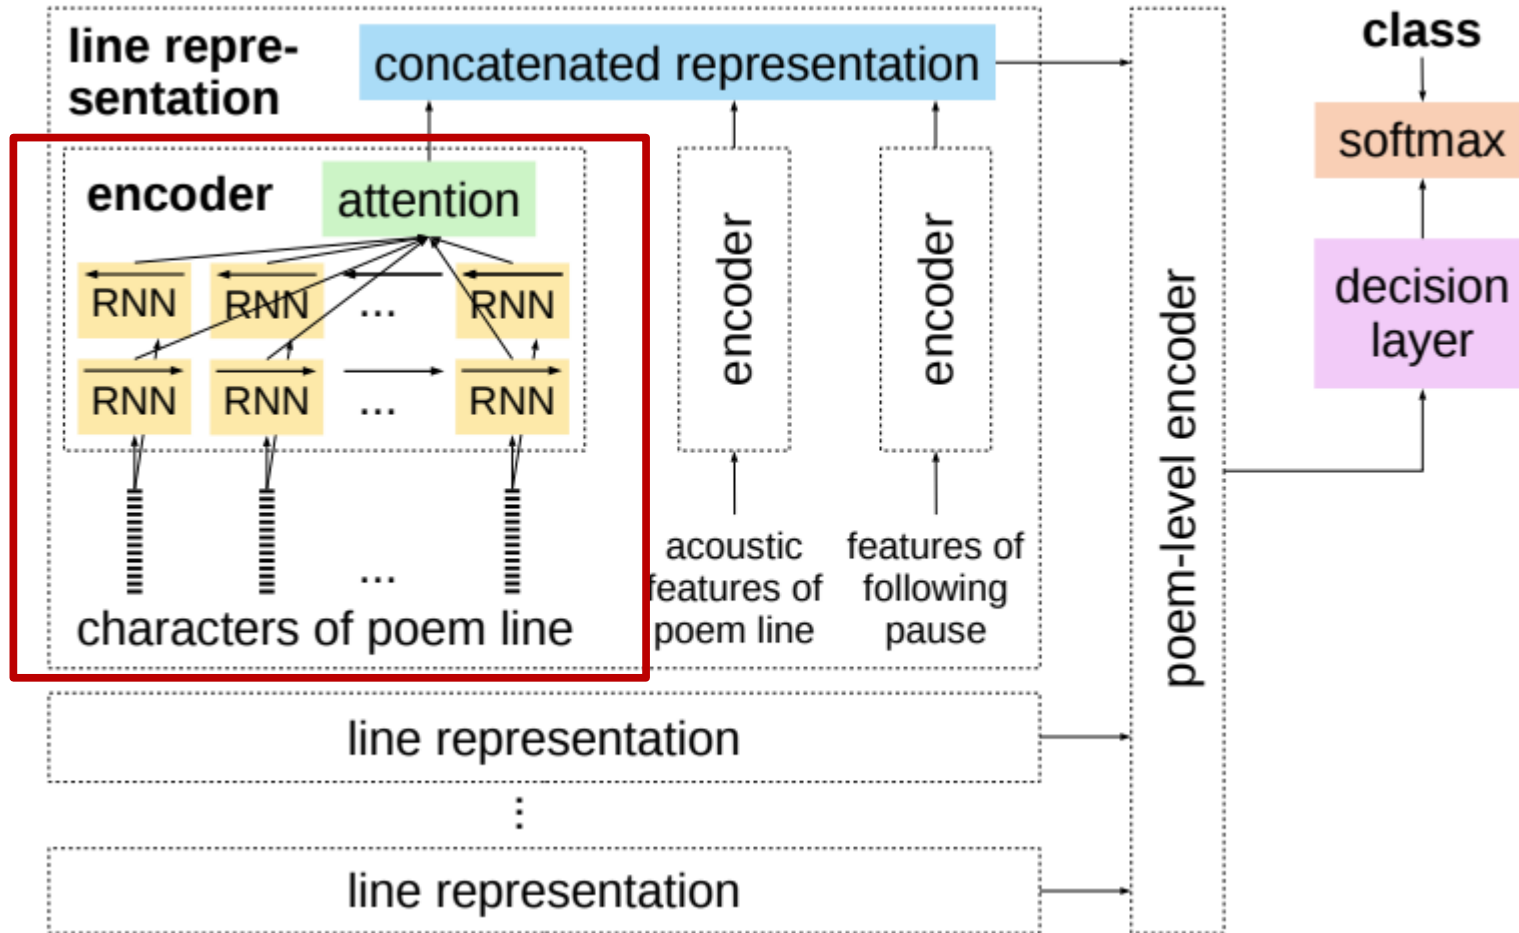 line repre-
sentation
concatenated representation
encoder
attention
RNN RNN ... RNN
RNN RNN ... RNN
...
characters of poem line
encoder
acoustic
features of
poem line
encoder
features of
following
pause
line representation
⋮
line representation
poem-level encoder
class
softmax
decision
layer